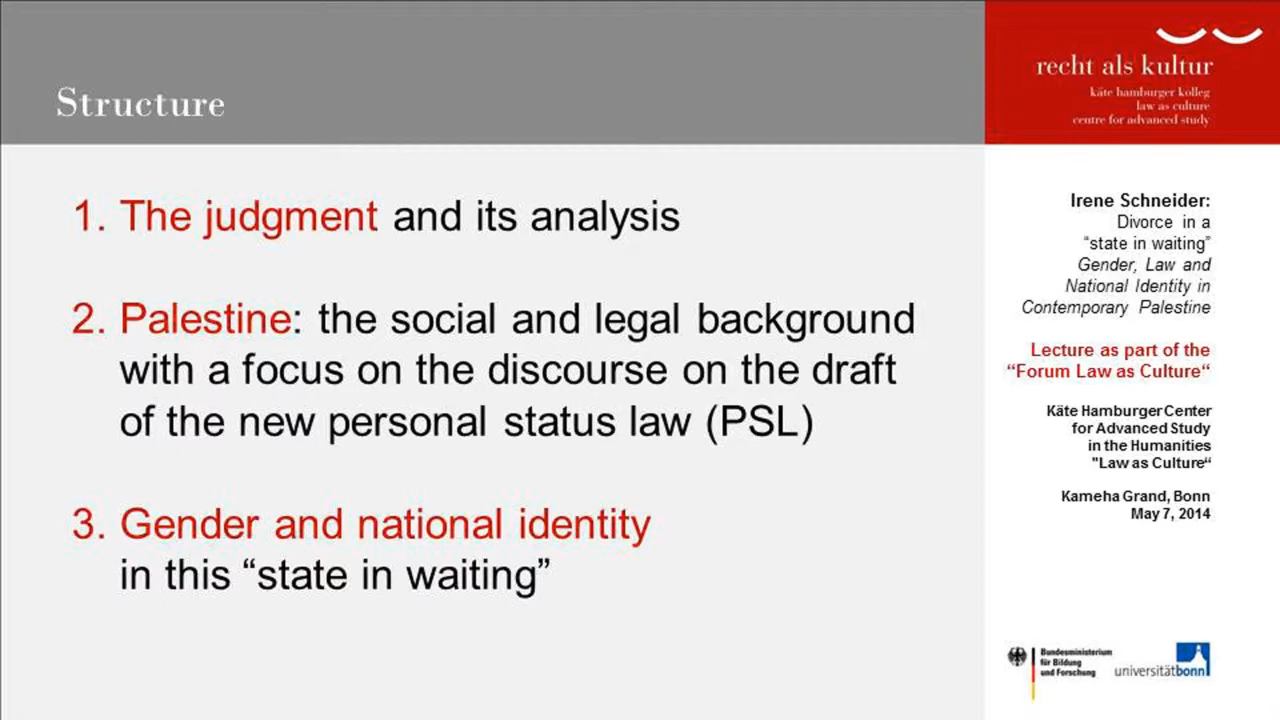 Structure
1. The judgment and its analysis
2. Palestine: the social and legal background
with a focus on the discourse on the draft
of the new personal status law (PSL)
3. Gender and national identity
in this “state in waiting”
recht als kultur
käte hamburger kolleg
law as culture
centre for advanced study
Irene Schneider:
Divorce in a
“state in waiting”
Gender, Law and
National Identity in
Contemporary Palestine
Lecture as part of the
“Forum Law as Culture“
Käte Hamburger Center
for Advanced Study
in the Humanities
"Law as Culture“
Kameha Grand, Bonn
May 7, 2014
Bundesministerium
für Bildung
und Forschung
universitätbonn